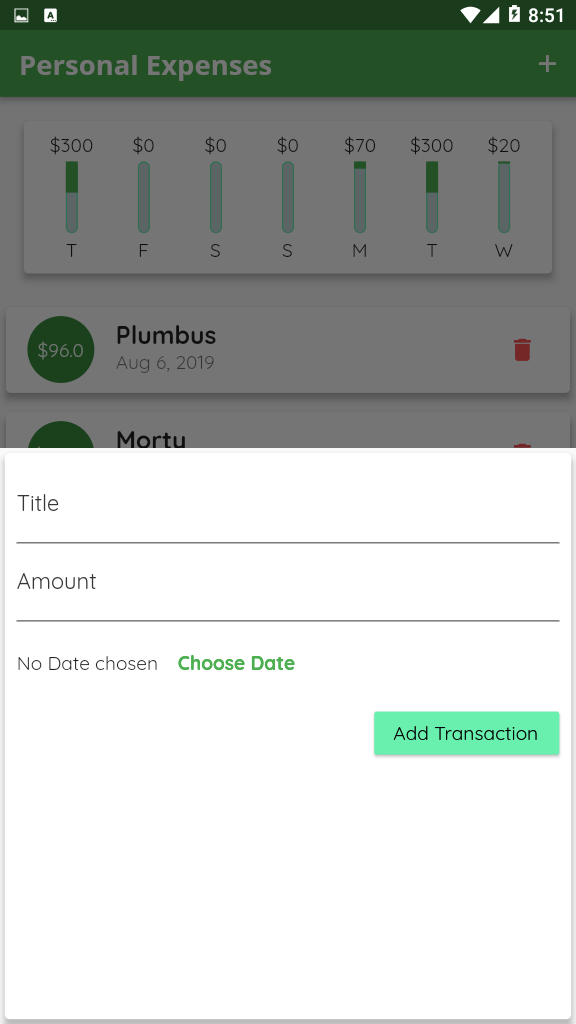 8:51
Personal Expenses +
$300 $0 $0 $0 $70 $300 $20
T F S S M T W
Plumbus
$96.0
Aug 6, 2019
Morty
Title
Amount
No Date chosen Choose Date
Add Transaction